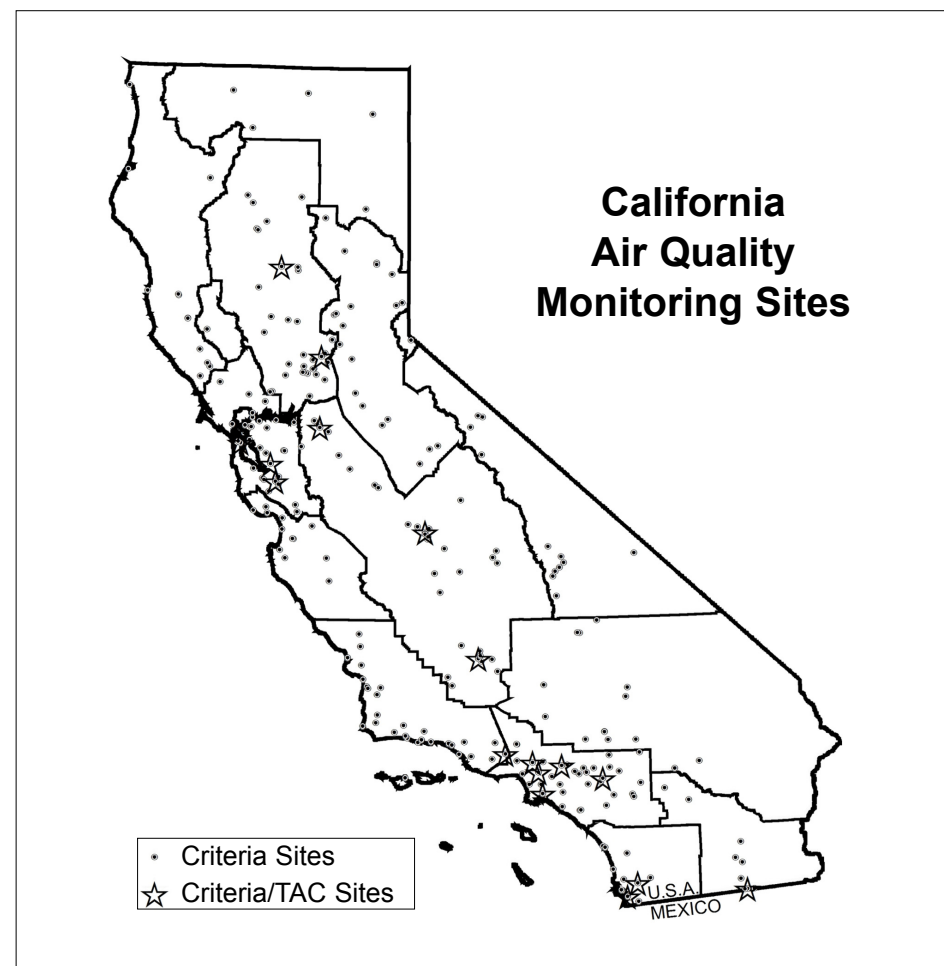 California
Air Quality
Monitoring Sites
Criteria Sites
Criteria/TAC Sites
U.S.A.
MEXICO